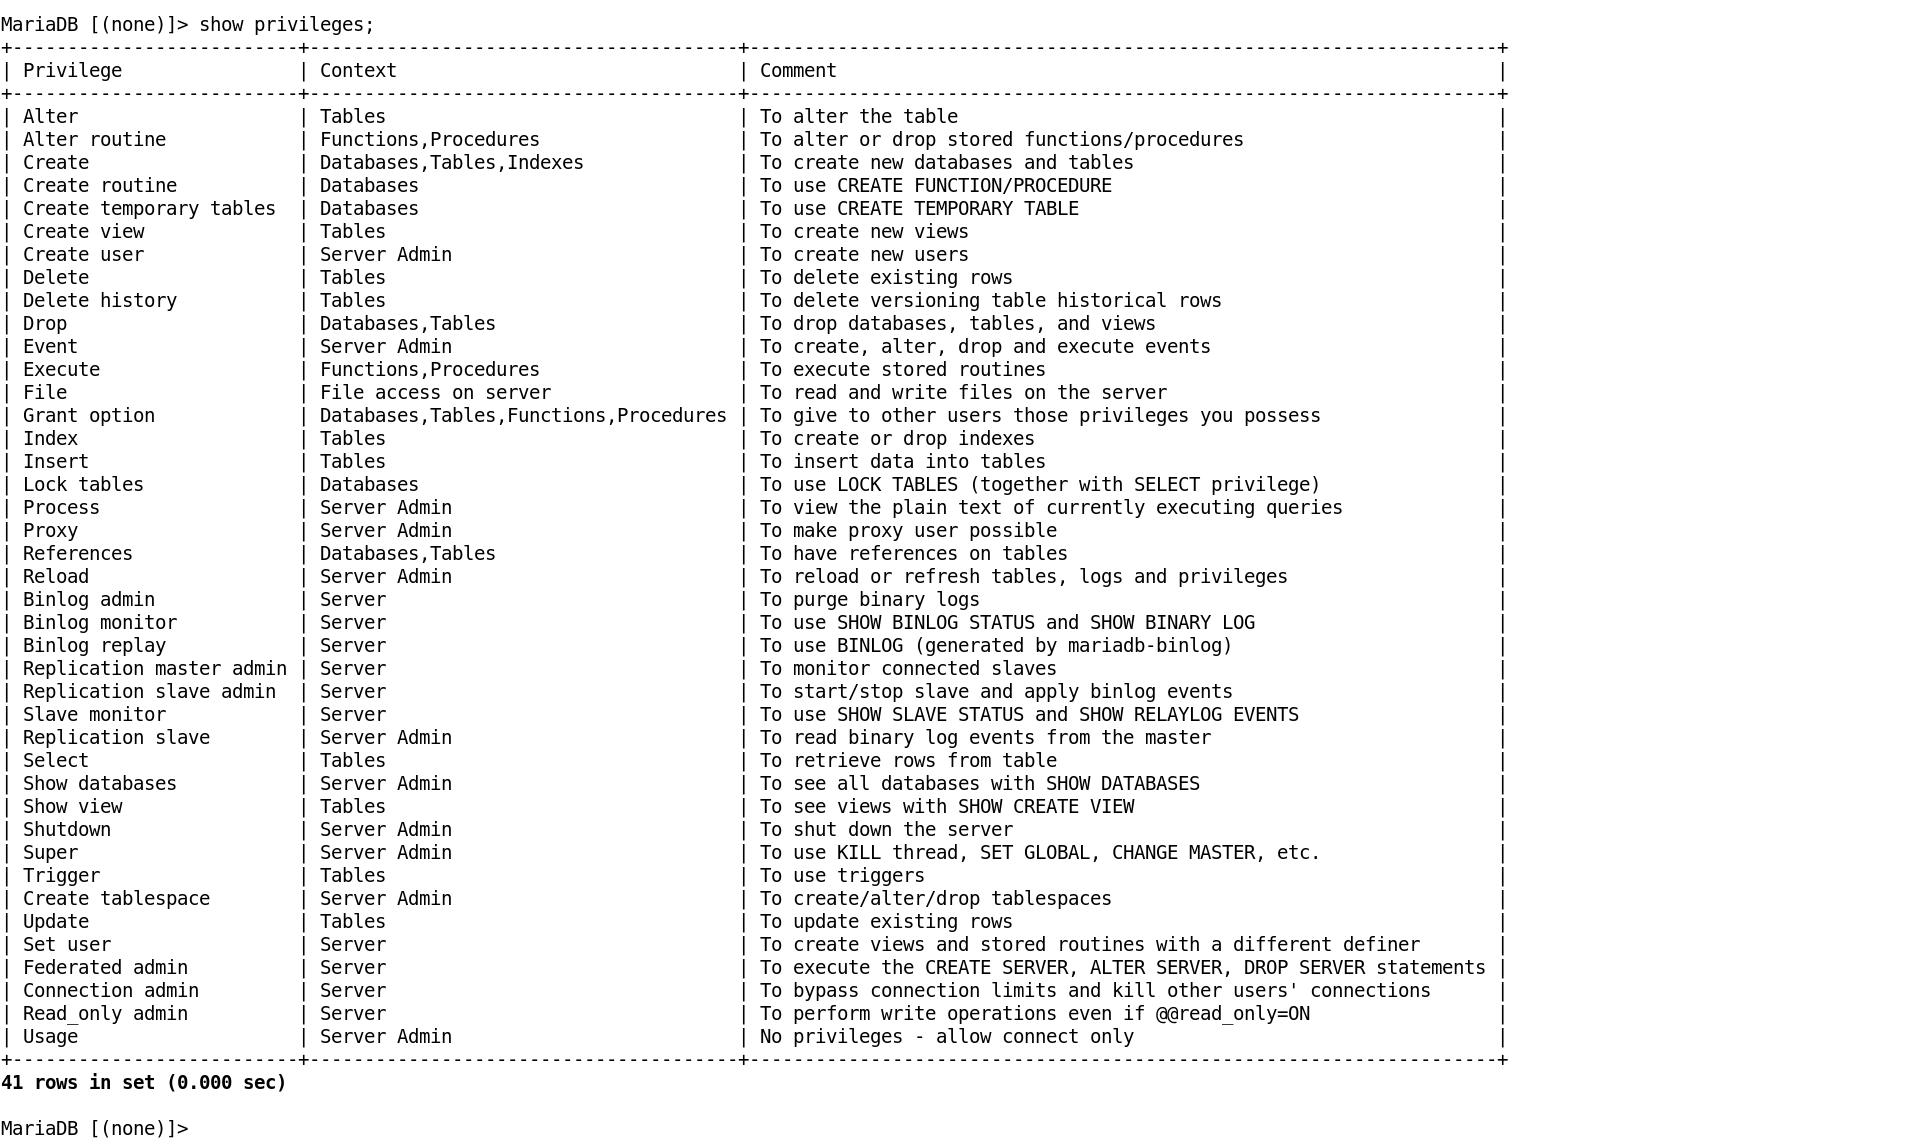 MariaDB [(none)]> show privileges;
+--------------------------+---------------------------------------+--------------------------------------------------------------------+
| Privilege                | Context                               | Comment                                                            |
+--------------------------+---------------------------------------+--------------------------------------------------------------------+
| Alter                    | Tables                                | To alter the table                                                 |
| Alter routine            | Functions,Procedures                  | To alter or drop stored functions/procedures                       |
| Create                   | Databases,Tables,Indexes              | To create new databases and tables                                 |
| Create routine           | Databases                             | To use CREATE FUNCTION/PROCEDURE                                   |
| Create temporary tables  | Databases                             | To use CREATE TEMPORARY TABLE                                      |
| Create view              | Tables                                | To create new views                                                |
| Create user              | Server Admin                          | To create new users                                                |
| Delete                   | Tables                                | To delete existing rows                                            |
| Delete history           | Tables                                | To delete versioning table historical rows                         |
| Drop                     | Databases,Tables                      | To drop databases, tables, and views                               |
| Event                    | Server Admin                          | To create, alter, drop and execute events                          |
| Execute                  | Functions,Procedures                  | To execute stored routines                                         |
| File                     | File access on server                 | To read and write files on the server                              |
| Grant option             | Databases,Tables,Functions,Procedures | To give to other users those privileges you possess                |
| Index                    | Tables                                | To create or drop indexes                                          |
| Insert                   | Tables                                | To insert data into tables                                         |
| Lock tables              | Databases                             | To use LOCK TABLES (together with SELECT privilege)                |
| Process                  | Server Admin                          | To view the plain text of currently executing queries              |
| Proxy                    | Server Admin                          | To make proxy user possible                                        |
| References               | Databases,Tables                      | To have references on tables                                       |
| Reload                   | Server Admin                          | To reload or refresh tables, logs and privileges                   |
| Binlog admin             | Server                                | To purge binary logs                                               |
| Binlog monitor           | Server                                | To use SHOW BINLOG STATUS and SHOW BINARY LOG                      |
| Binlog replay            | Server                                | To use BINLOG (generated by mariadb-binlog)                        |
| Replication master admin | Server                                | To monitor connected slaves                                        |
| Replication slave admin  | Server                                | To start/stop slave and apply binlog events                        |
| Slave monitor            | Server                                | To use SHOW SLAVE STATUS and SHOW RELAYLOG EVENTS                  |
| Replication slave        | Server Admin                          | To read binary log events from the master                          |
| Select                   | Tables                                | To retrieve rows from table                                        |
| Show databases           | Server Admin                          | To see all databases with SHOW DATABASES                           |
| Show view                | Tables                                | To see views with SHOW CREATE VIEW                                 |
| Shutdown                 | Server Admin                          | To shut down the server                                            |
| Super                    | Server Admin                          | To use KILL thread, SET GLOBAL, CHANGE MASTER, etc.                |
| Trigger                  | Tables                                | To use triggers                                                    |
| Create tablespace        | Server Admin                          | To create/alter/drop tablespaces                                   |
| Update                   | Tables                                | To update existing rows                                            |
| Set user                 | Server                                | To create views and stored routines with a different definer       |
| Federated admin          | Server                                | To execute the CREATE SERVER, ALTER SERVER, DROP SERVER statements |
| Connection admin         | Server                                | To bypass connection limits and kill other users' connections      |
| Read_only admin          | Server                                | To perform write operations even if @@read_only=ON                 |
| Usage                    | Server Admin                          | No privileges - allow connect only                                 |
+--------------------------+---------------------------------------+--------------------------------------------------------------------+
41 rows in set (0.000 sec)

MariaDB [(none)]>